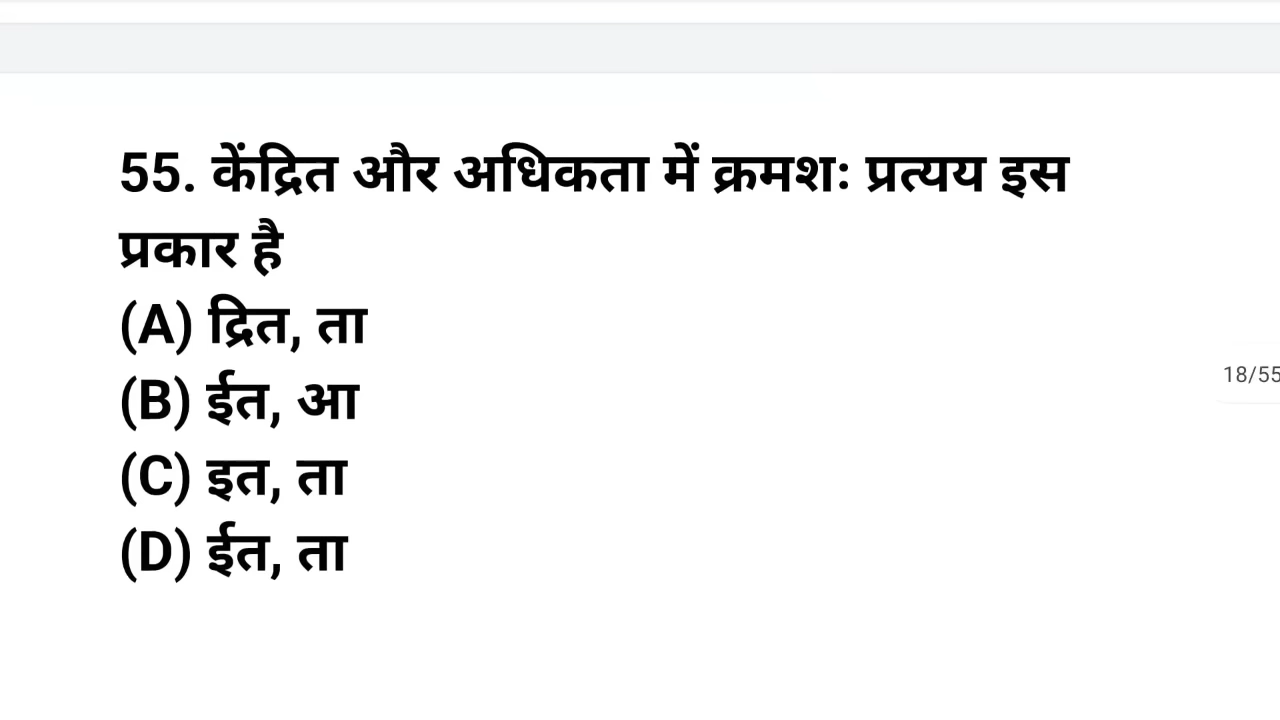 55. केंद्रित और अधिकता में क्रमशः प्रत्यय इस
प्रकार है
(A) द्रित, ता
(B) ईत, आ
(C) इत, ता
(D) ईत, ता
18/55